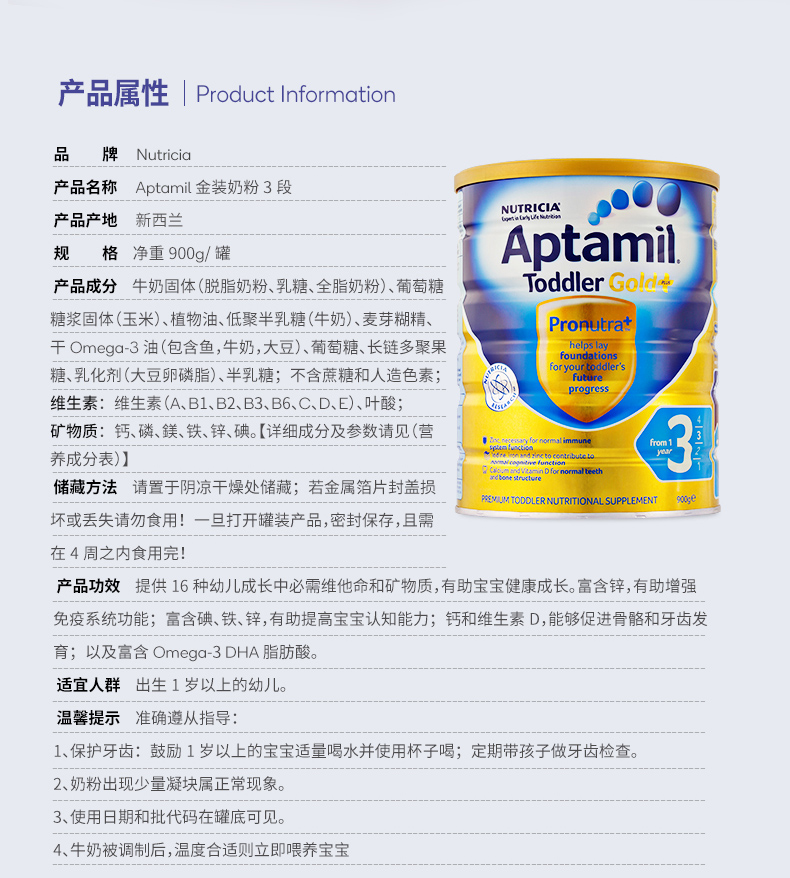 产品属性 | Product Information
品 牌 Nutricia
产品名称 Aptamil 金装奶粉 3 段
产品产地 新西兰
规 格 净重 900g/ 罐
产品成分 牛奶固体（脱脂奶粉、乳糖、全脂奶粉）、葡萄糖
糖浆固体（玉米）、植物油、低聚半乳糖（牛奶）、麦芽糊精、
干 Omega-3 油（包含鱼，牛奶，大豆）、葡萄糖、长链多聚果
糖、乳化剂（大豆卵磷脂）、半乳糖；不含蔗糖和人造色素；
维生素：维生素（A、B1、B2、B3、B6、C、D、E）、叶酸；
矿物质：钙、磷、鎂、铁、锌、碘。【详细成分及参数请见（营
养成分表）】
储藏方法 请置于阴凉干燥处储藏；若金属箔片封盖损
坏或丢失请勿食用！一旦打开罐装产品，密封保存，且需
在 4 周之内食用完！
NUTRICIA
Expert in Early Life Nutrition
Aptamil
Toddler Gold+
PLUS
Pronutra+
helps lay
foundations
for your toddler's
future
progress
NUTRICIA
RESEARCH
Zinc, necessary for normal immune
system function
Iodine, iron and zinc to contribute to
normal cognitive function
Calcium and Vitamin D for normal teeth
and bone structure
from 1
year
3
4
3
2
1
PREMIUM TODDLER NUTRITIONAL SUPPLEMENT
900g℮
产品功效 提供 16 种幼儿成长中必需维他命和矿物质，有助宝宝健康成长。富含锌，有助增强
免疫系统功能；富含碘、铁、锌，有助提高宝宝认知能力；钙和维生素 D，能够促进骨骼和牙齿发
育；以及富含 Omega-3 DHA 脂肪酸。
适宜人群 出生 1 岁以上的幼儿。
温馨提示 准确遵从指导：
1、保护牙齿：鼓励 1 岁以上的宝宝适量喝水并使用杯子喝；定期带孩子做牙齿检查。
2、奶粉出现少量凝块属正常现象。
3、使用日期和批代码在罐底可见。
4、牛奶被调制后，温度合适则立即喂养宝宝